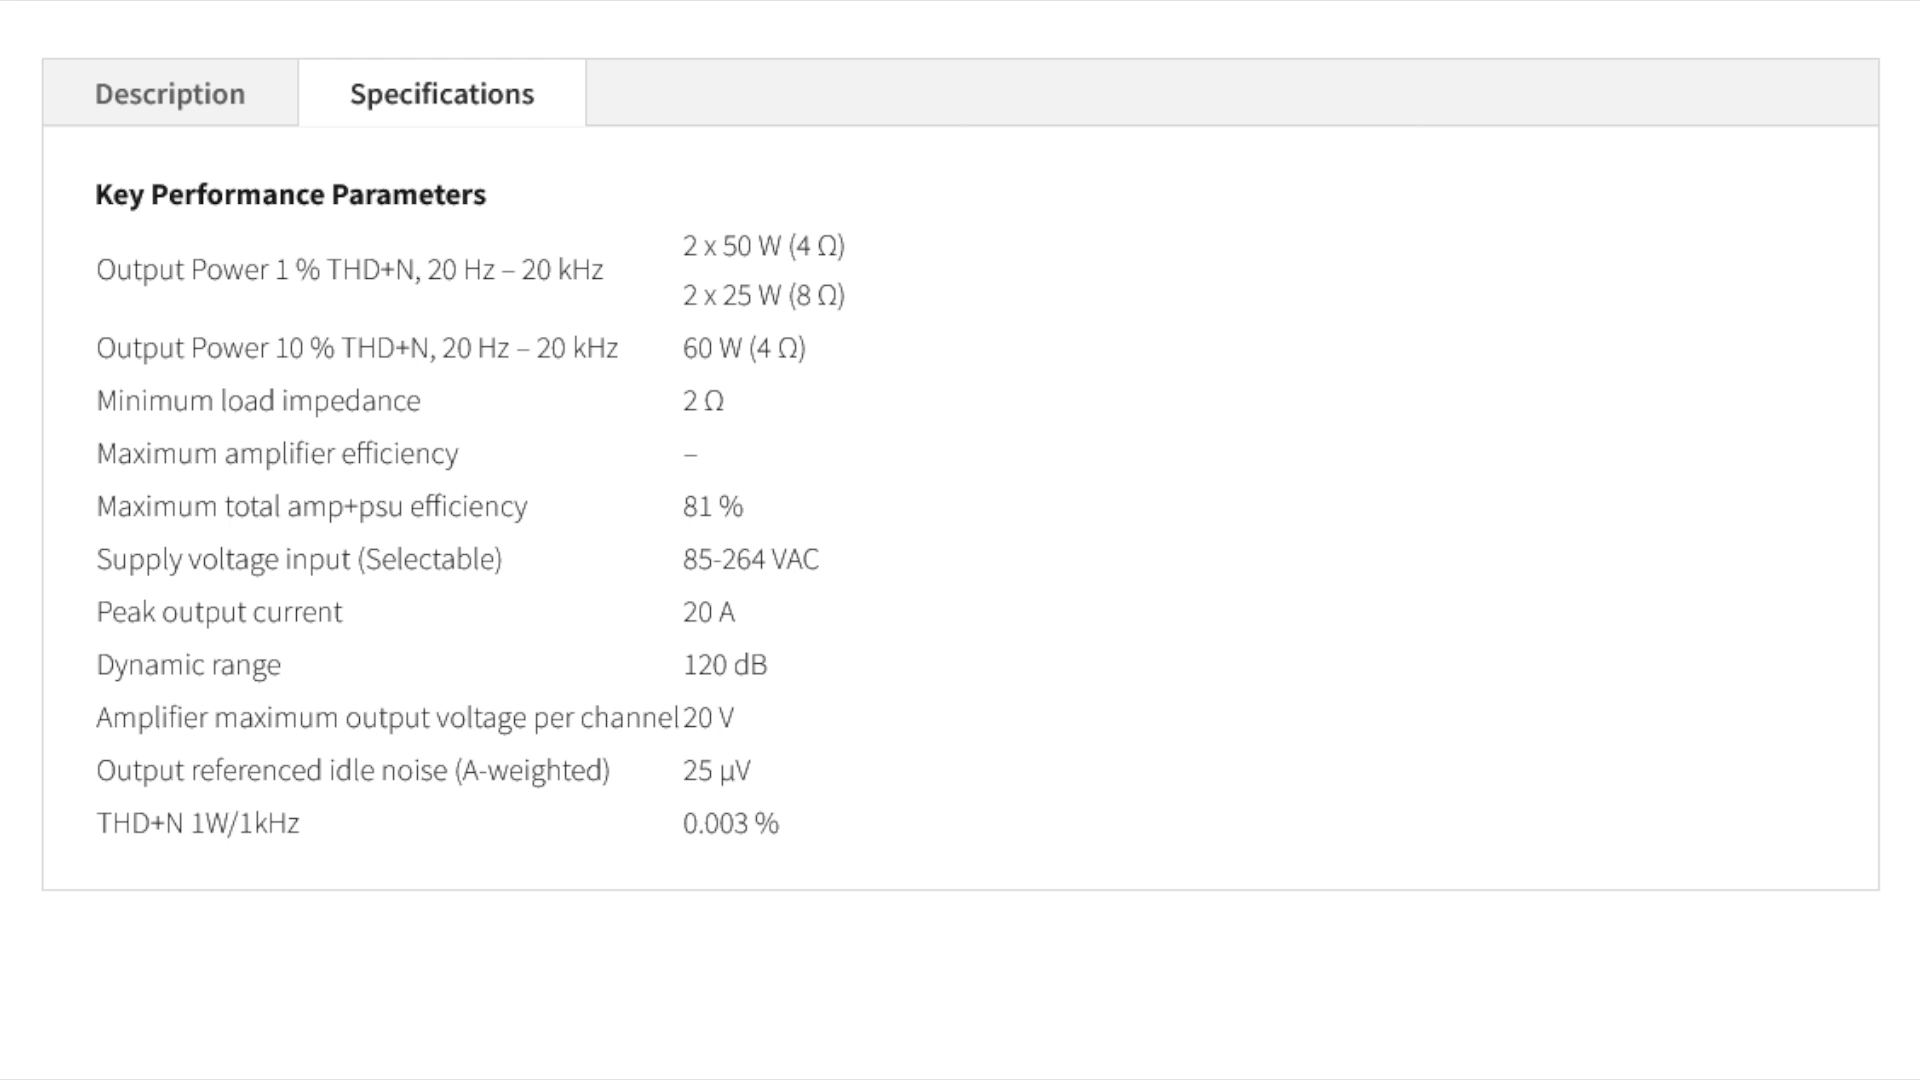 Description
Specifications
Key Performance Parameters
Output Power 1 % THD+N, 20 Hz – 20 kHz
2 x 50 W (4 Ω)
2 x 25 W (8 Ω)
Output Power 10 % THD+N, 20 Hz – 20 kHz 60 W (4 Ω)
Minimum load impedance 2 Ω
Maximum amplifier efficiency –
Maximum total amp+psu efficiency 81 %
Supply voltage input (Selectable) 85-264 VAC
Peak output current 20 A
Dynamic range 120 dB
Amplifier maximum output voltage per channel 20 V
Output referenced idle noise (A-weighted) 25 µV
THD+N 1W/1kHz 0.003 %